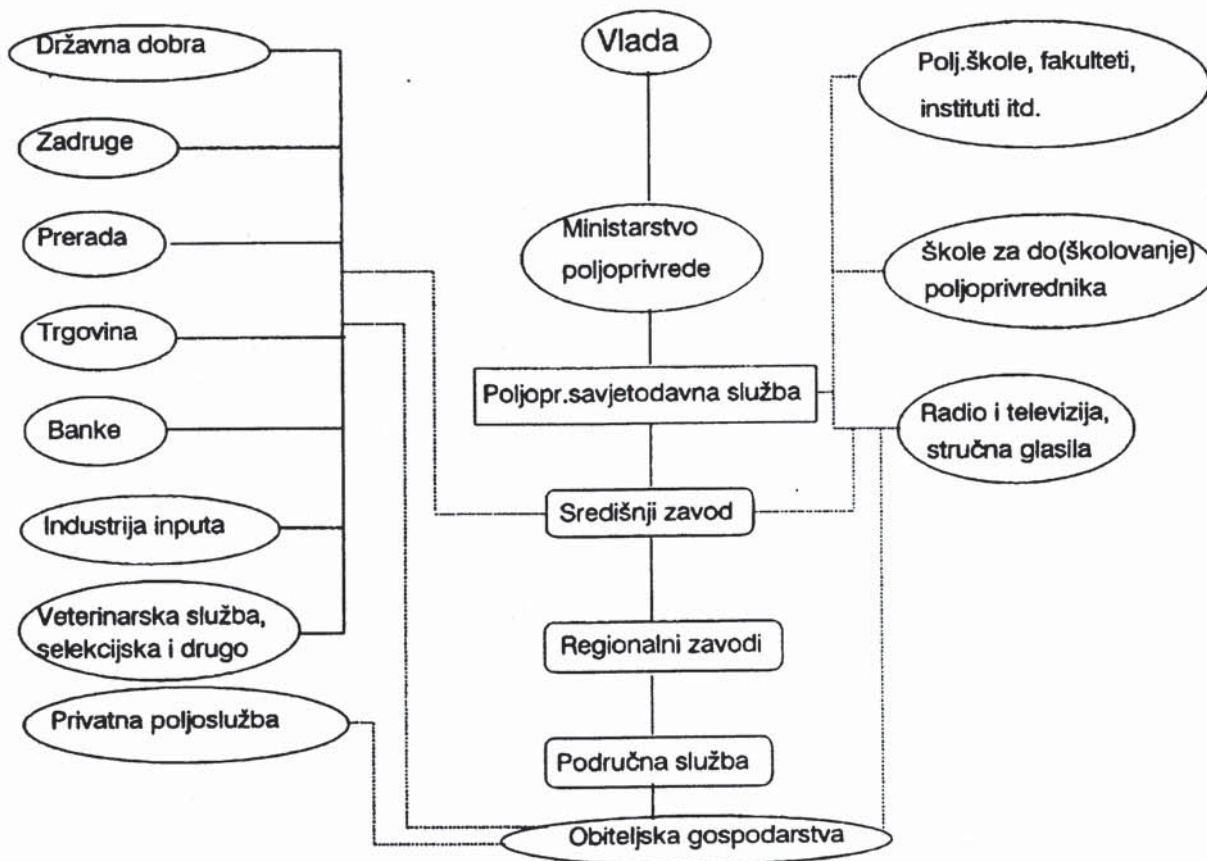 Državna dobra
Zadruge
Prerada
Trgovina
Banke
Industrija inputa
Veterinarska služba,
selekcijska i drugo
Privatna poljoslužba
Vlada
Ministarstvo
poljoprivrede
Poljopr.savjetodavna služba
Središnji zavod
Regionalni zavodi
Područna služba
Obiteljska gospodarstva
Polj.škole, fakulteti,
instituti itd.
Škole za do(školovanje)
poljoprivrednika
Radio i televizija,
stručna glasila